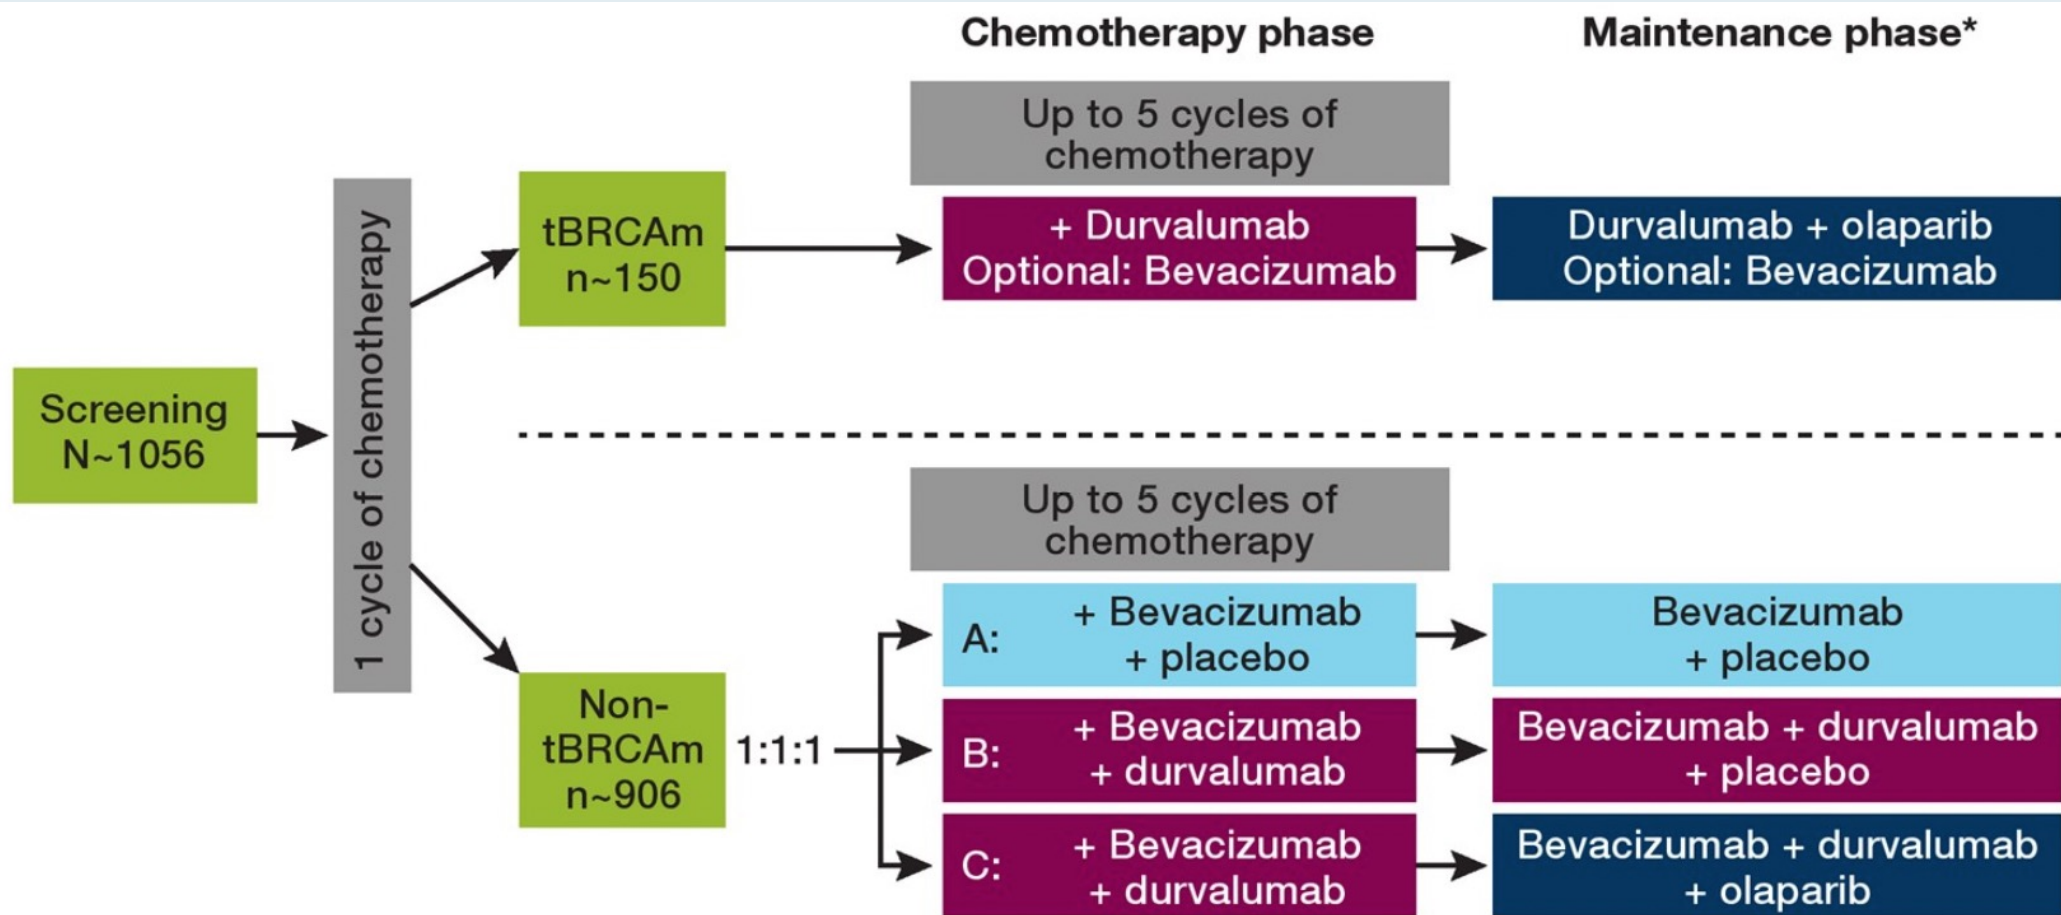 Chemotherapy phase
Maintenance phase*
Screening
N~1056
1 cycle of chemotherapy
tBRCAm
n~150
Up to 5 cycles of
chemotherapy
+ Durvalumab
Optional: Bevacizumab
Durvalumab + olaparib
Optional: Bevacizumab
Non-
tBRCAm
n~906
1:1:1
Up to 5 cycles of
chemotherapy
A:
+ Bevacizumab
+ placebo
Bevacizumab
+ placebo
B:
+ Bevacizumab
+ durvalumab
Bevacizumab + durvalumab
+ placebo
C:
+ Bevacizumab
+ durvalumab
Bevacizumab + durvalumab
+ olaparib